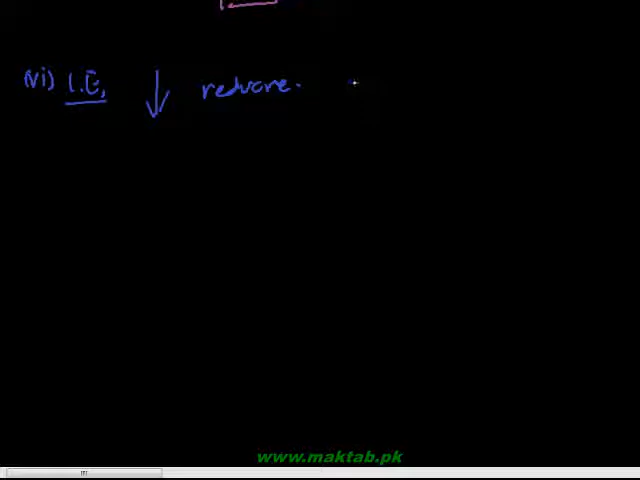 (vi) I.E, ↓ reduce.
www.maktab.pk